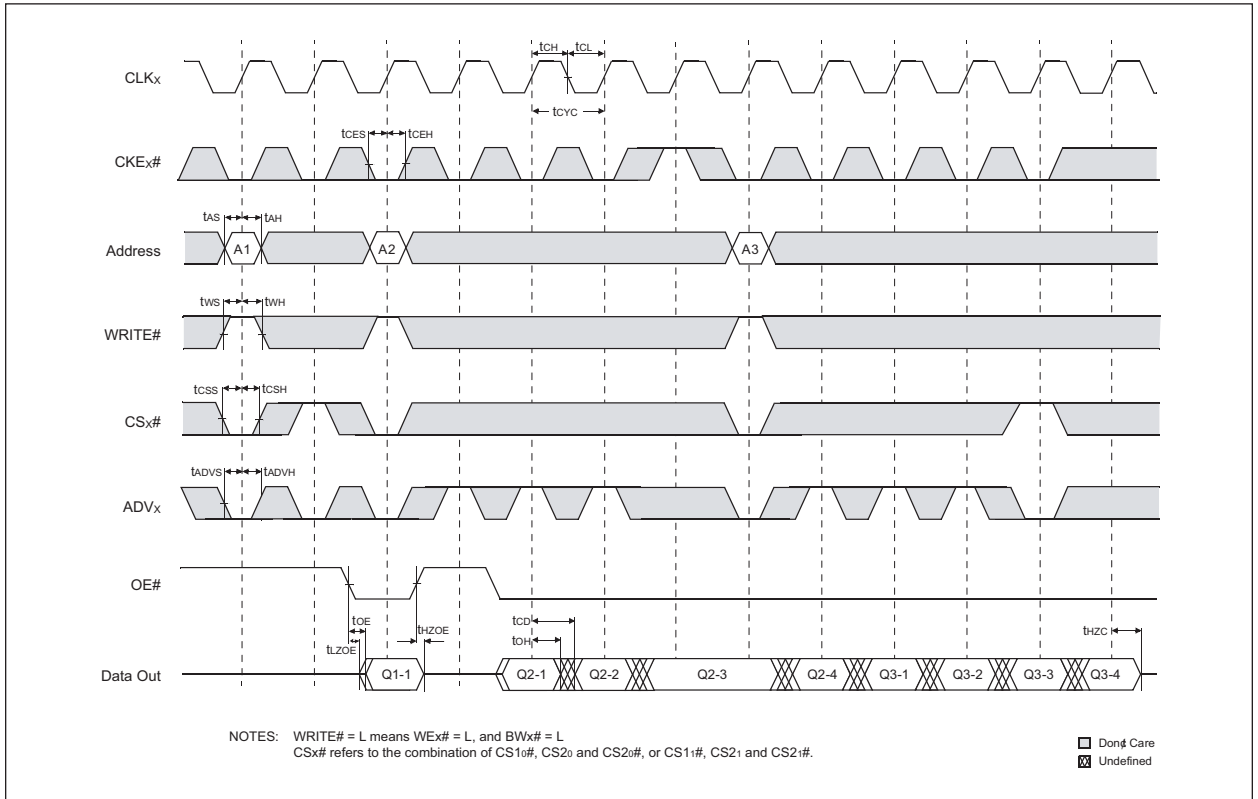 tCH tCL
CLKX
tCYC
tCES tCEH
CKEX#
tAS tAH
Address A1 A2 A3
tWS tWH
WRITE#
tCSS tCSH
CSX#
tADVS tADVH
ADVX
OE#
tOE tHZOE tCD tHZC
tLZOE tOH
Data Out Q1-1 Q2-1 Q2-2 Q2-3 Q2-4 Q3-1 Q3-2 Q3-3 Q3-4
NOTES: WRITE# = L means WEx# = L, and BWx# = L
CSx# refers to the combination of CS10#, CS20 and CS20#, or CS11#, CS21 and CS21#.
Don¢ Care
Undefined